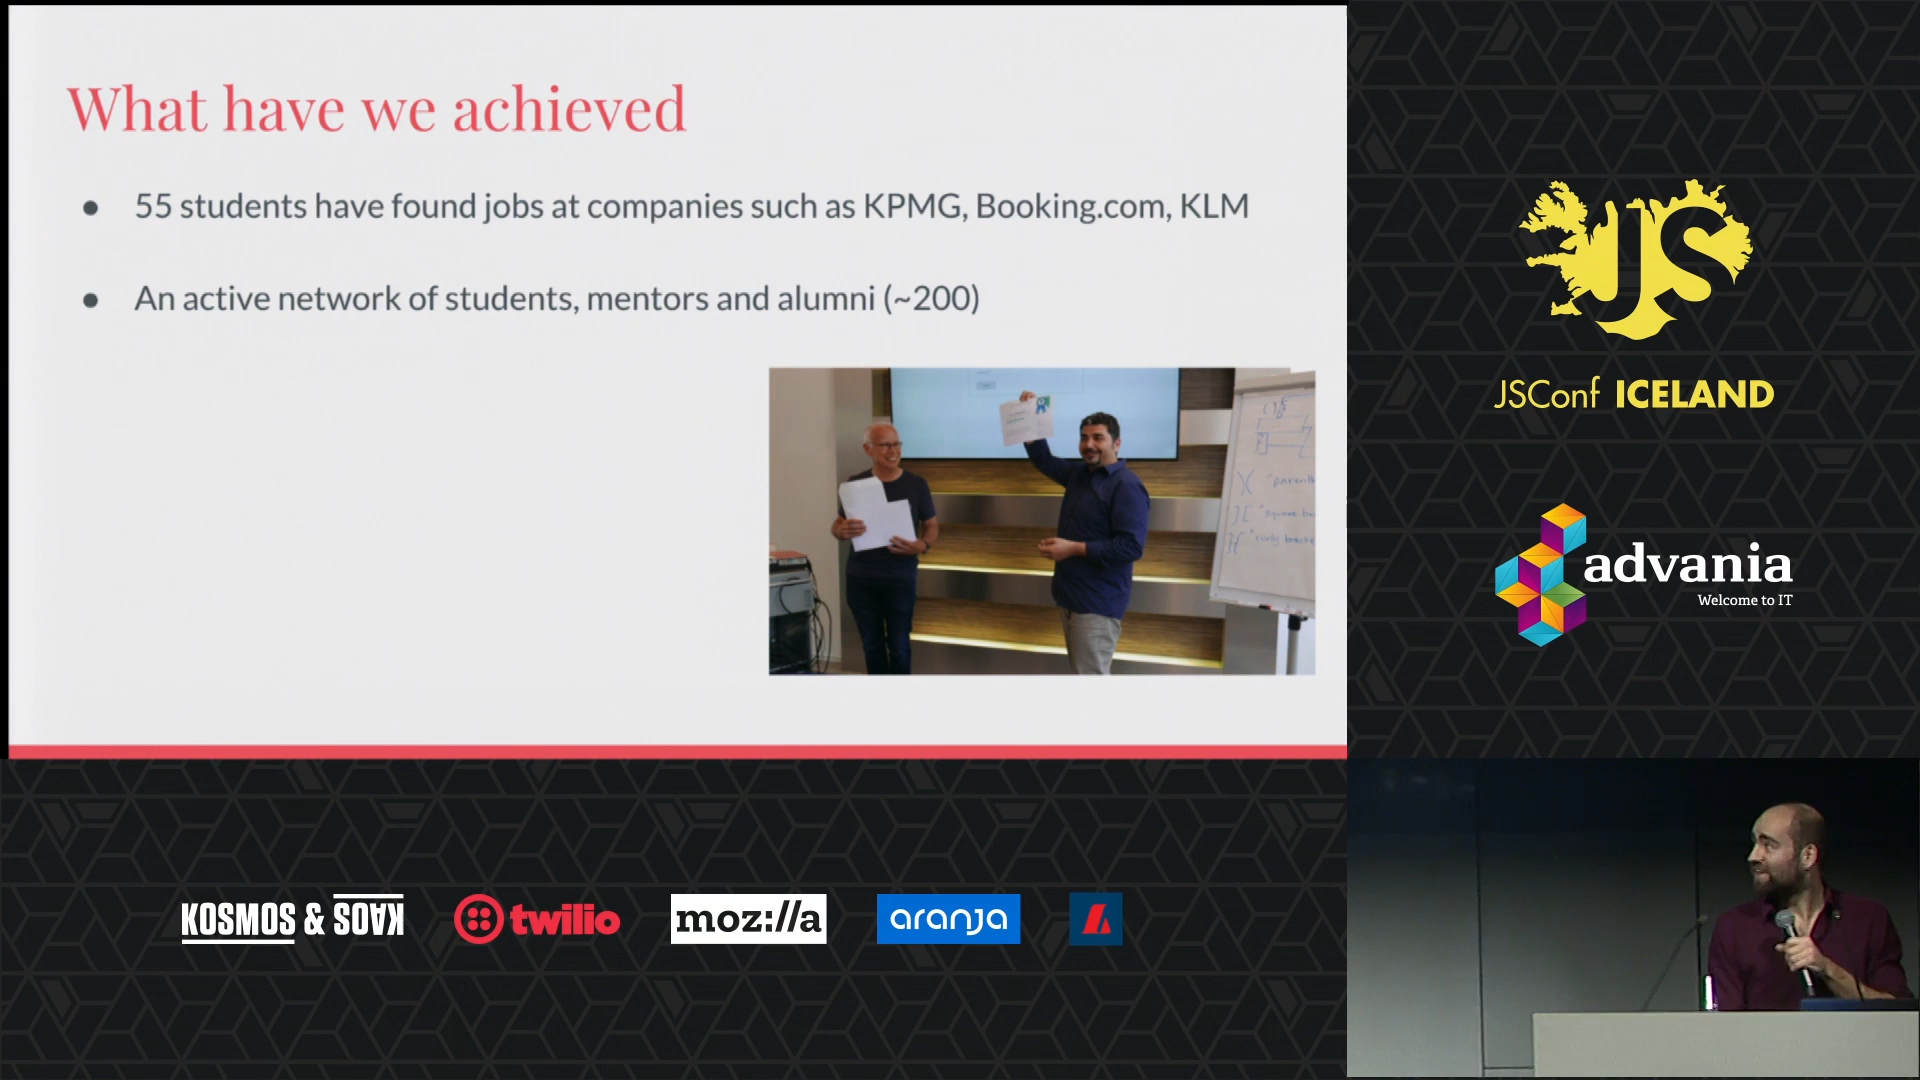 What have we achieved
● 55 students have found jobs at companies such as KPMG, Booking.com, KLM
● An active network of students, mentors and alumni (~200)
"square
"curly
JS
JSConf ICELAND
advania
Welcome to IT
KOSMOS & KAOS
twilio
moz://a
aranja